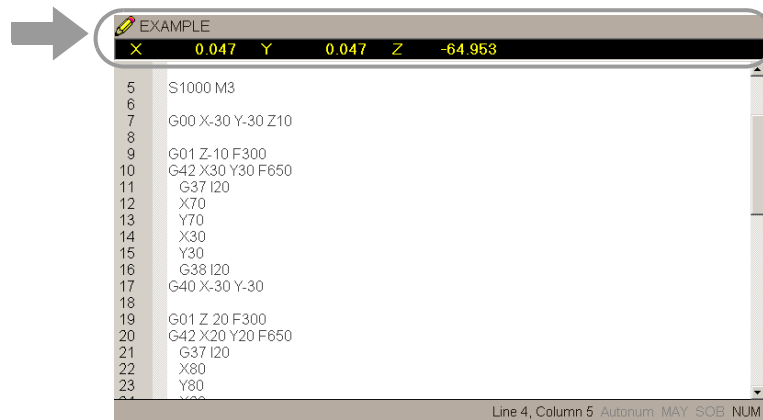 EXAMPLE
X 0.047 Y 0.047 Z -64.953
5 S1000 M3
6
7 G00 X-30 Y-30 Z10
8
9 G01 Z-10 F300
10 G42 X30 Y30 F650
11 G37 I20
12 X70
13 Y70
14 X30
15 Y30
16 G38 I20
17 G40 X-30 Y-30
18
19 G01 Z 20 F300
20 G42 X20 Y20 F650
21 G37 I20
22 X80
23 Y80
Line 4, Column 5 Autonum MAY SOB NUM